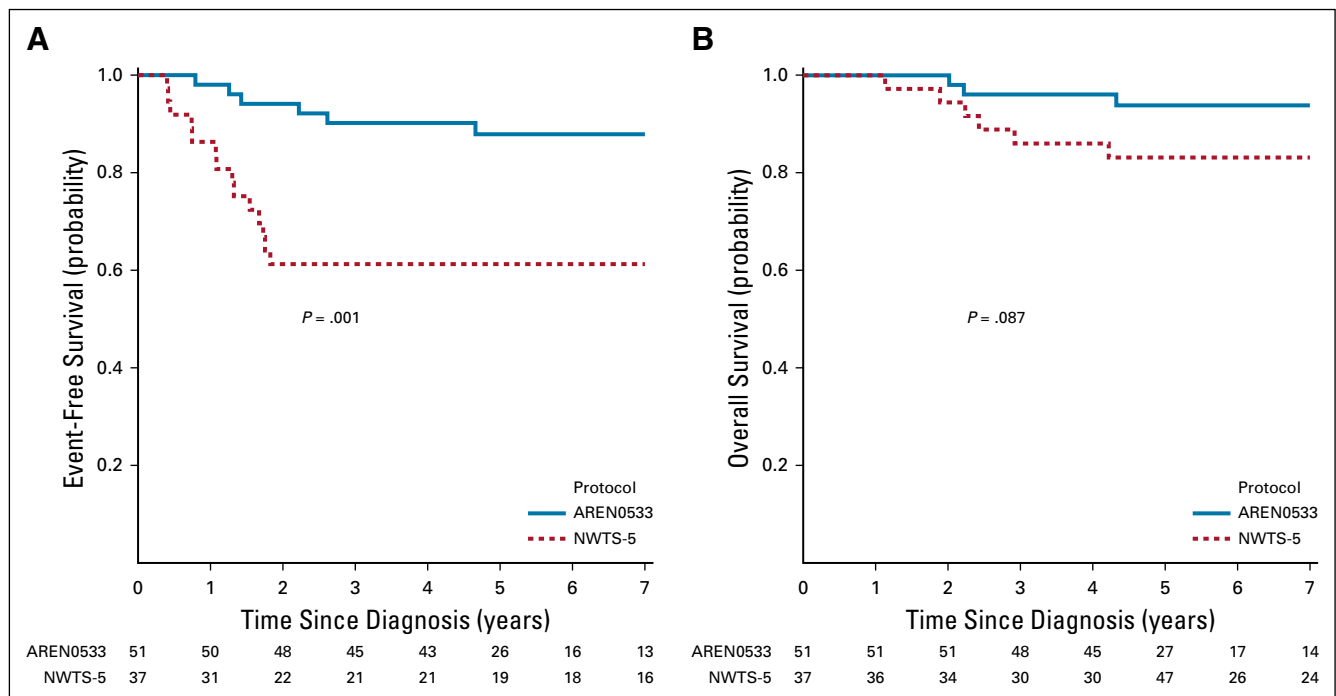 A
1.0
0.8
0.6
0.4
0.2
Event-Free Survival (probability)
P = .001
Protocol
AREN0533
NWTS-5
0 1 2 3 4 5 6 7
Time Since Diagnosis (years)
AREN0533 51 50 48 45 43 26 16 13
NWTS-5 37 31 22 21 21 19 18 16
B
1.0
0.8
0.6
0.4
0.2
Overall Survival (probability)
P = .087
Protocol
AREN0533
NWTS-5
0 1 2 3 4 5 6 7
Time Since Diagnosis (years)
AREN0533 51 51 51 48 45 27 17 14
NWTS-5 37 36 34 30 30 47 26 24